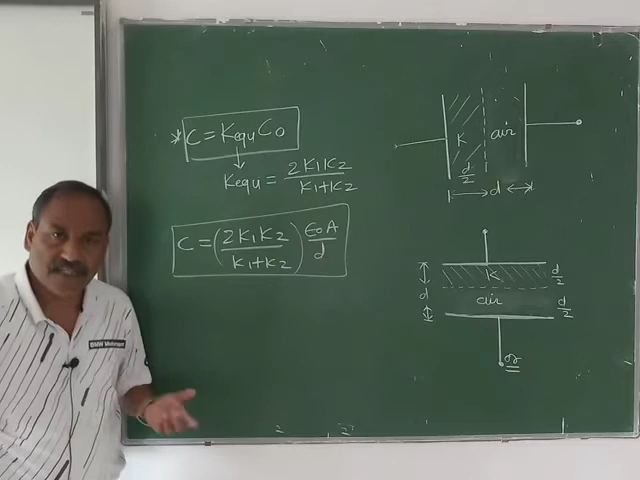 * C = Kequ C0
Kequ = 2K1K2 / K1+K2
C = (2K1K2 / K1+K2) ε0A / d
K air
d/2
d
K d/2
d
air d/2
or